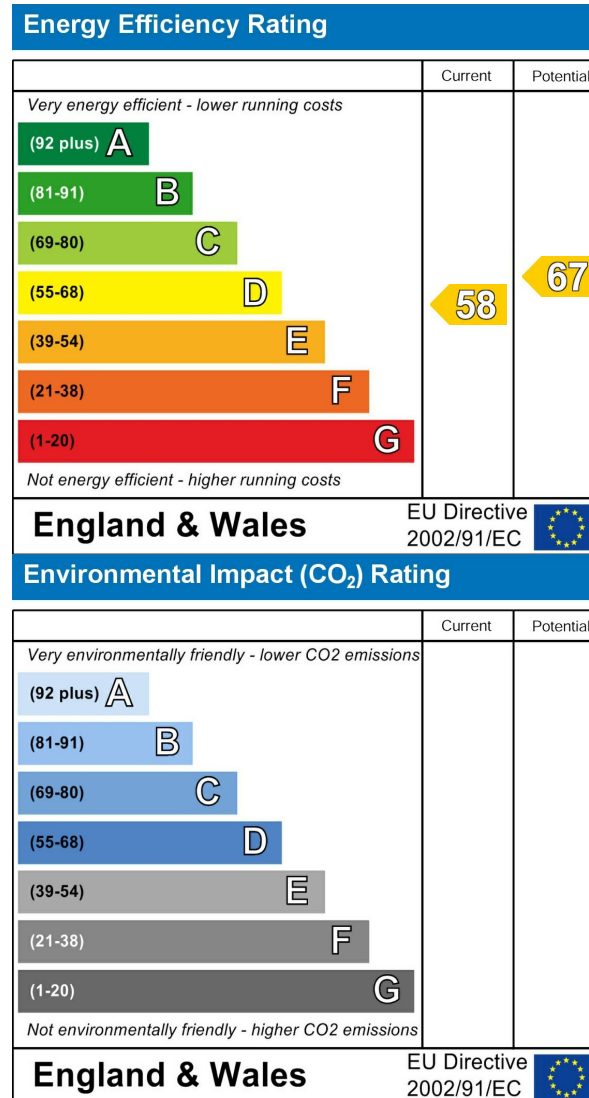 Energy Efficiency Rating
Current Potential
Very energy efficient - lower running costs
(92 plus) A
(81-91) B
(69-80) C
(55-68) D
(39-54) E
(21-38) F
(1-20) G
58
67
Not energy efficient - higher running costs
England & Wales
EU Directive
2002/91/EC
Environmental Impact (CO₂) Rating
Current Potential
Very environmentally friendly - lower CO2 emissions
(92 plus) A
(81-91) B
(69-80) C
(55-68) D
(39-54) E
(21-38) F
(1-20) G
Not environmentally friendly - higher CO2 emissions
England & Wales
EU Directive
2002/91/EC